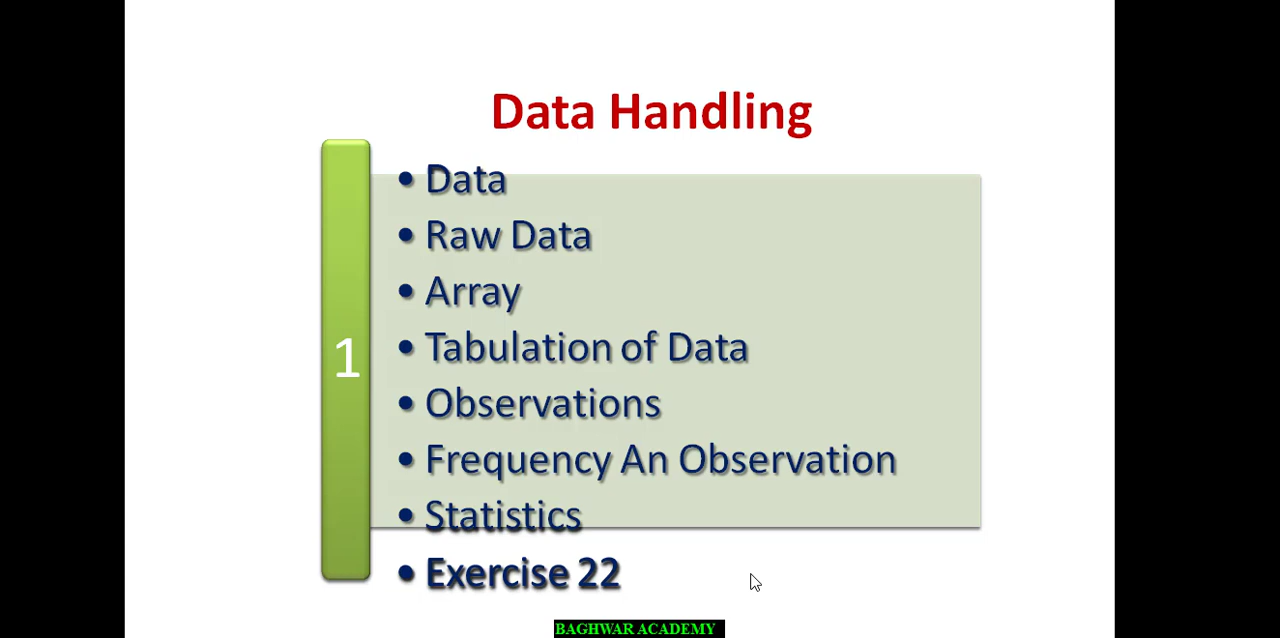 Data Handling
1
• Data
• Raw Data
• Array
• Tabulation of Data
• Observations
• Frequency An Observation
• Statistics
• Exercise 22
BAGHWAR ACADEMY